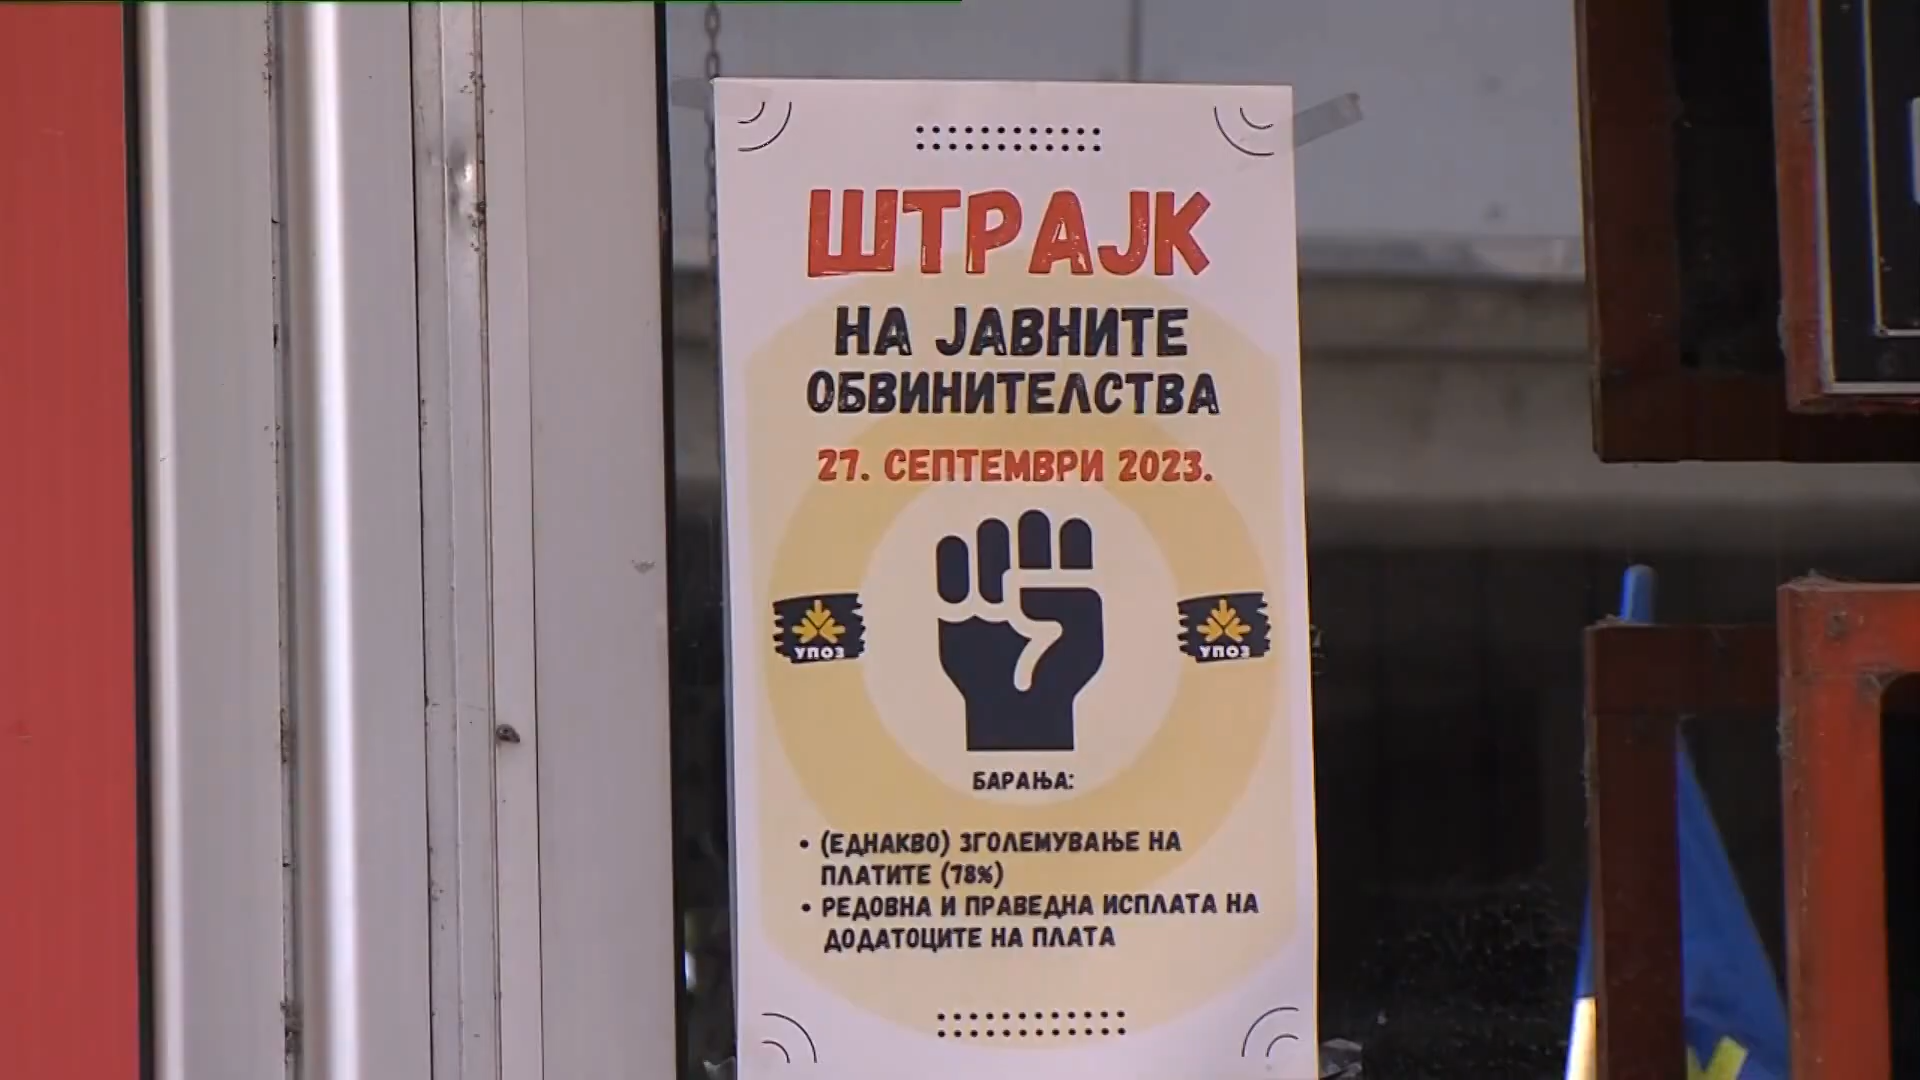 ШТРАЈК
НА ЈАВНИТЕ
ОБВИНИТЕЛСТВА
27. СЕПТЕМВРИ 2023.
УПОЗ
УПОЗ
БАРАЊА:
• (ЕДНАКВО) ЗГОЛЕМУВАЊЕ НА
ПЛАТИТЕ (78%)
• РЕДОВНА И ПРАВЕДНА ИСПЛАТА НА
ДОДАТОЦИТЕ НА ПЛАТА